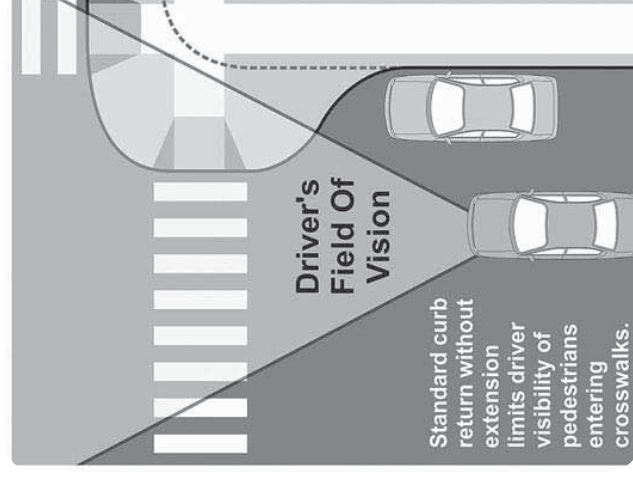 Driver's
Field Of
Vision
Standard curb
return without
extension
limits driver
visibility of
pedestrians
entering
crosswalks.